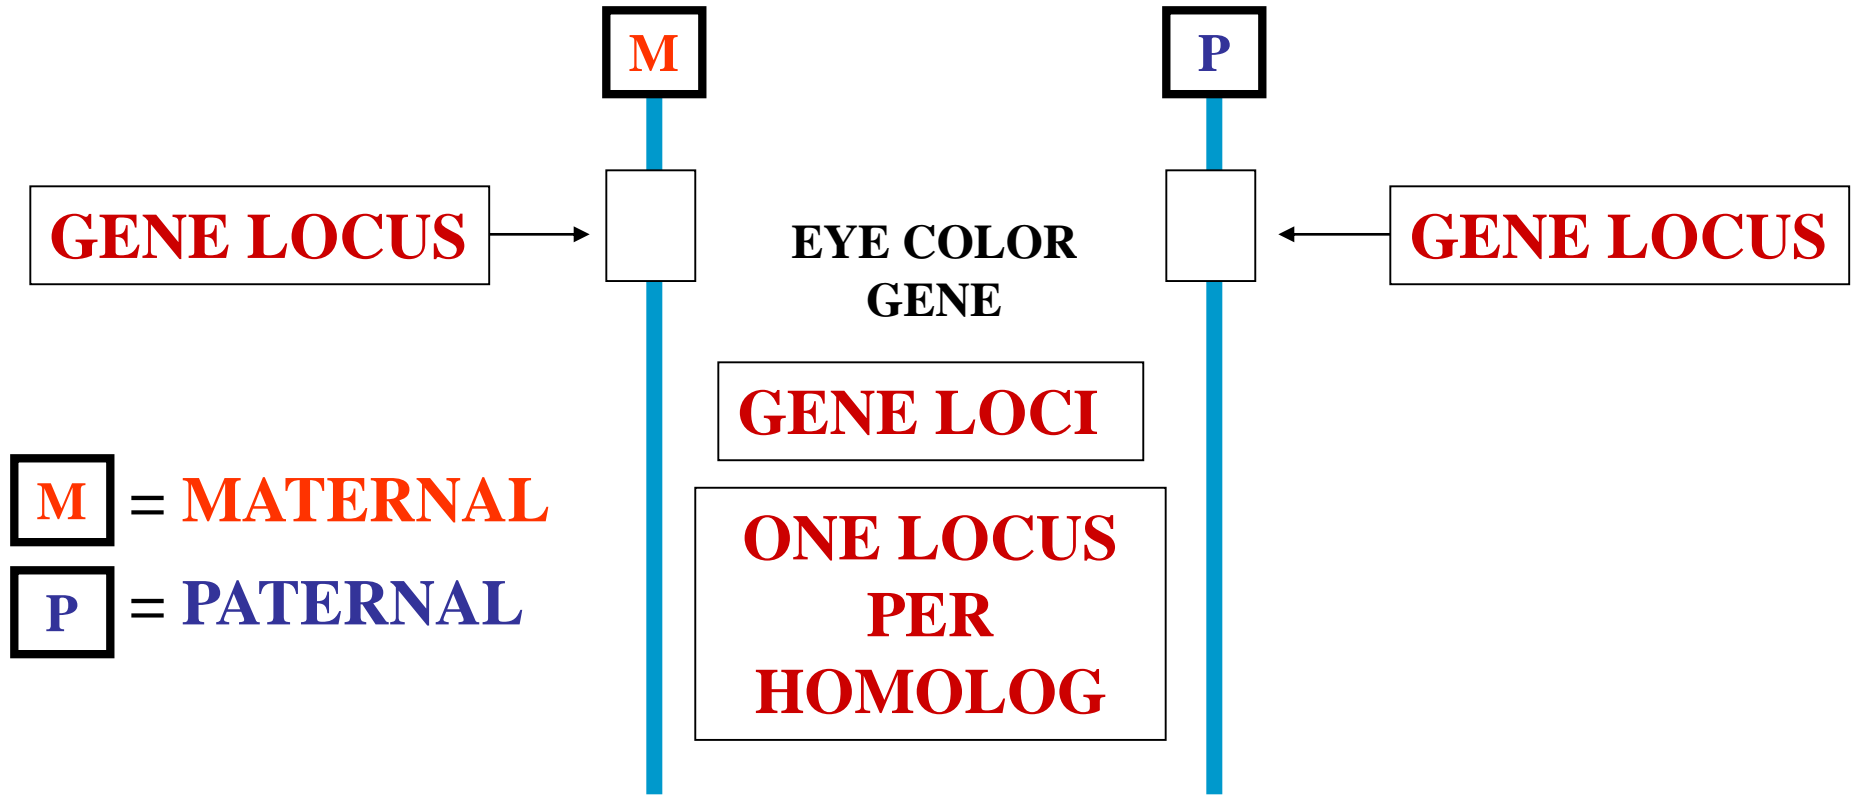 M
P
GENE LOCUS
EYE COLOR
GENE
GENE LOCUS
GENE LOCI
M = MATERNAL
P = PATERNAL
ONE LOCUS
PER
HOMOLOG